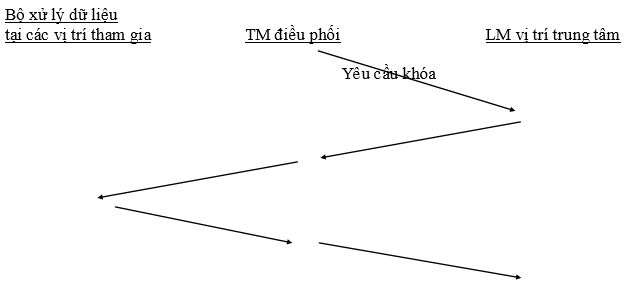 Bộ xử lý dữ liệu
tại các vị trí tham gia
TM điều phối
LM vị trí trung tâm
Yêu cầu khóa